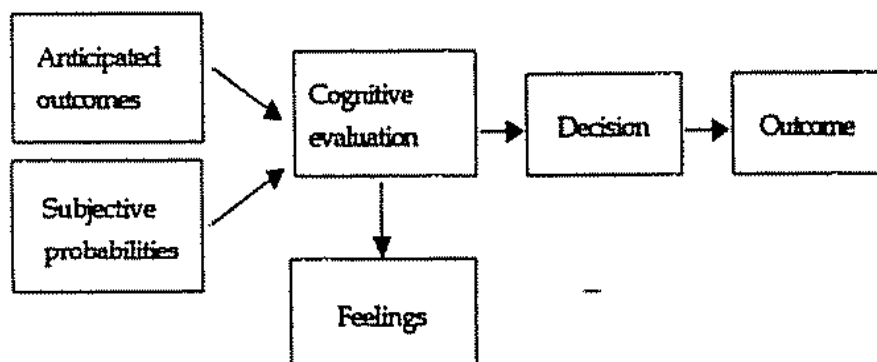 Anticipated
outcomes
Subjective
probabilities
Cognitive
evaluation
Decision
Outcome
Feelings